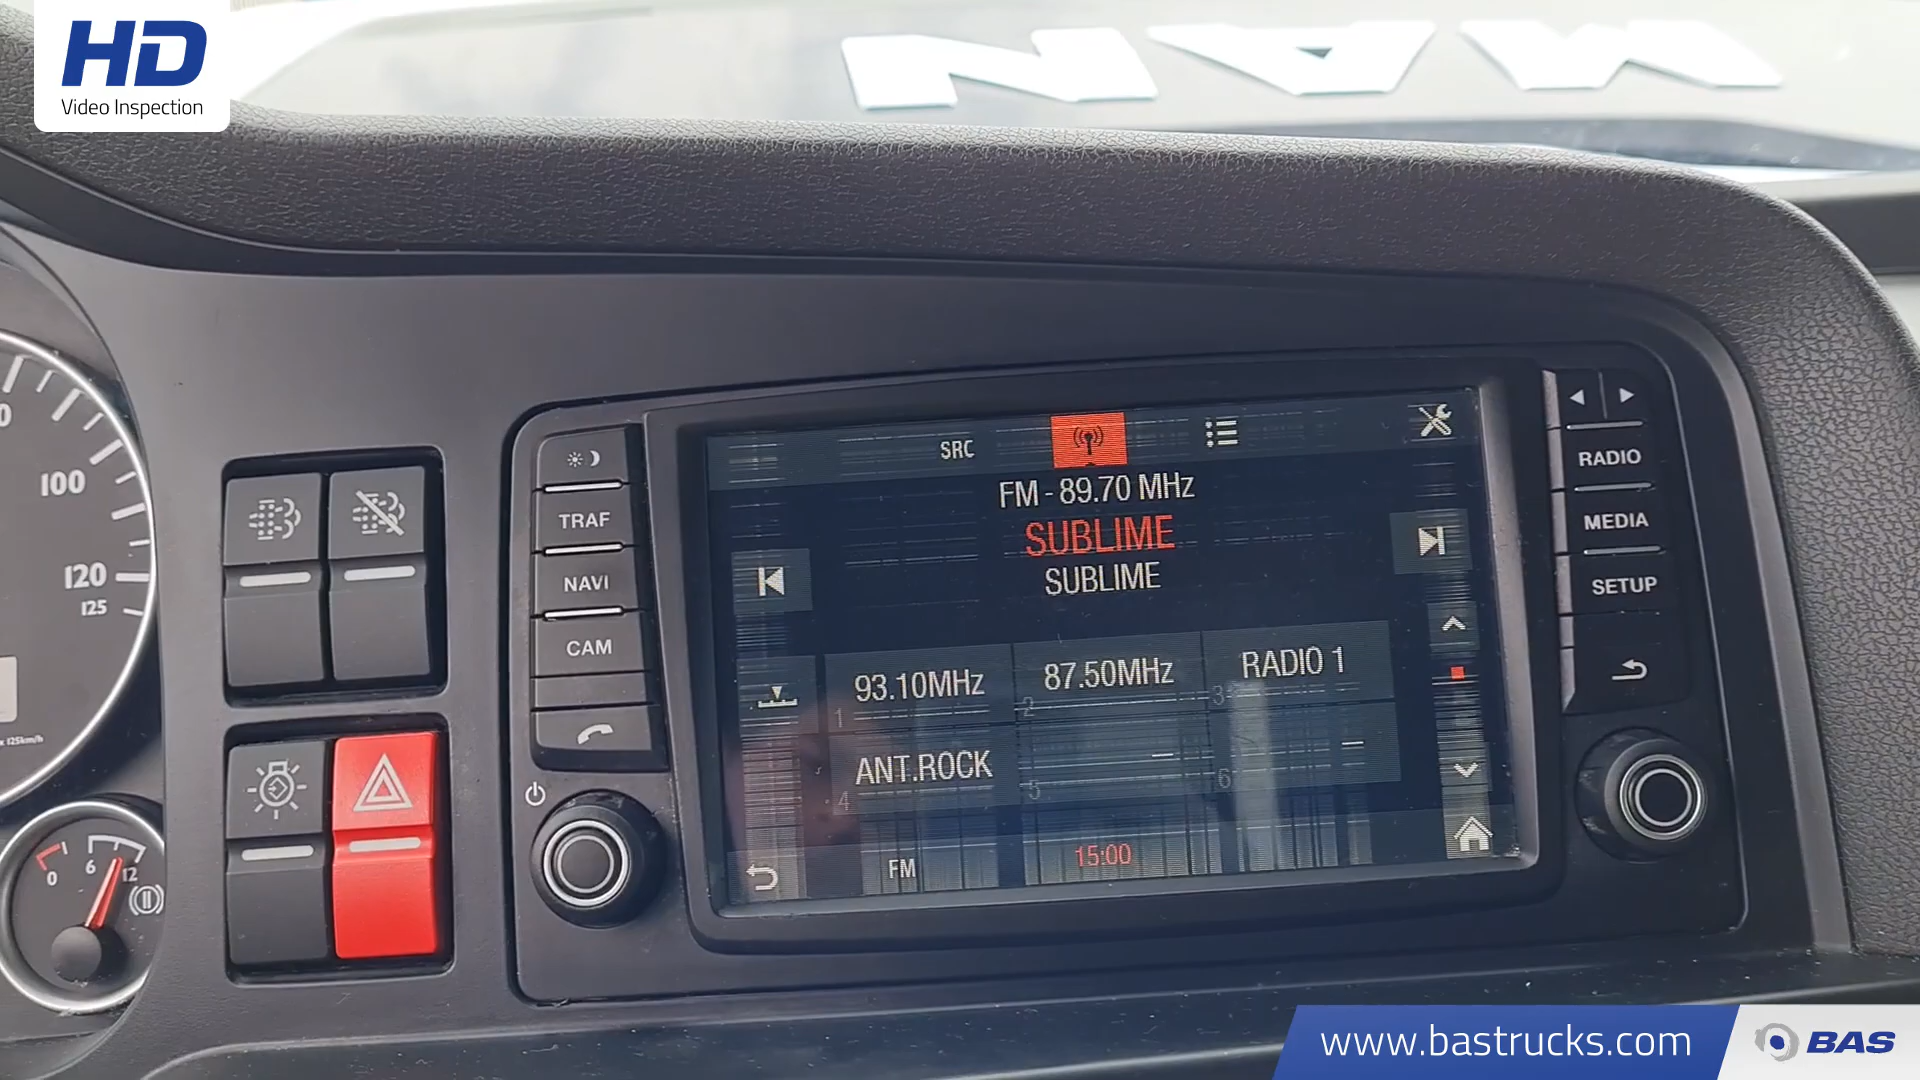 HD
Video Inspection
MAN
100
120
125
x 125km/h
0 6 12
TRAF
NAVI
CAM
SRC
FM - 89.70 MHz
SUBLIME
SUBLIME
93.10MHz
87.50MHz
RADIO 1
1
2
3
ANT.ROCK
4
5
6
FM
15:00
RADIO
MEDIA
SETUP
www.bastrucks.com
BAS